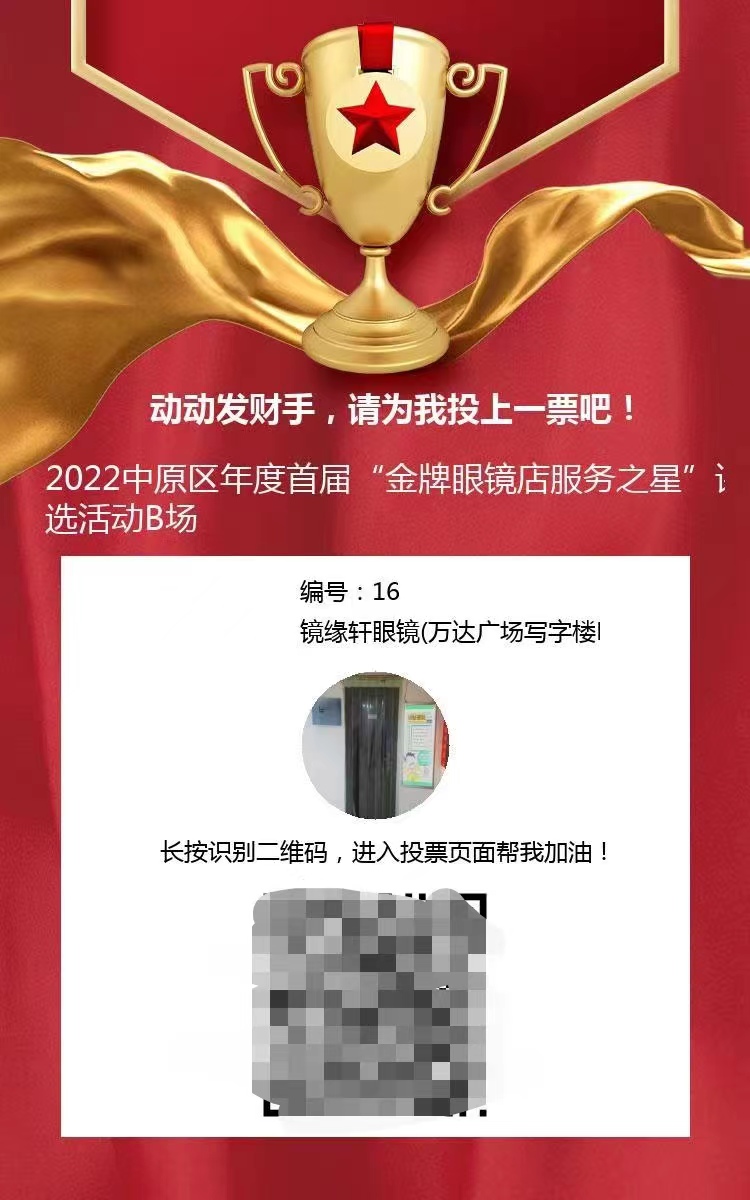 动动发财手，请为我投上一票吧！
2022中原区年度首届“金牌眼镜店服务之星”
选活动B场
编号：16
镜缘轩眼镜(万达广场写字楼
长按识别二维码，进入投票页面帮我加油！